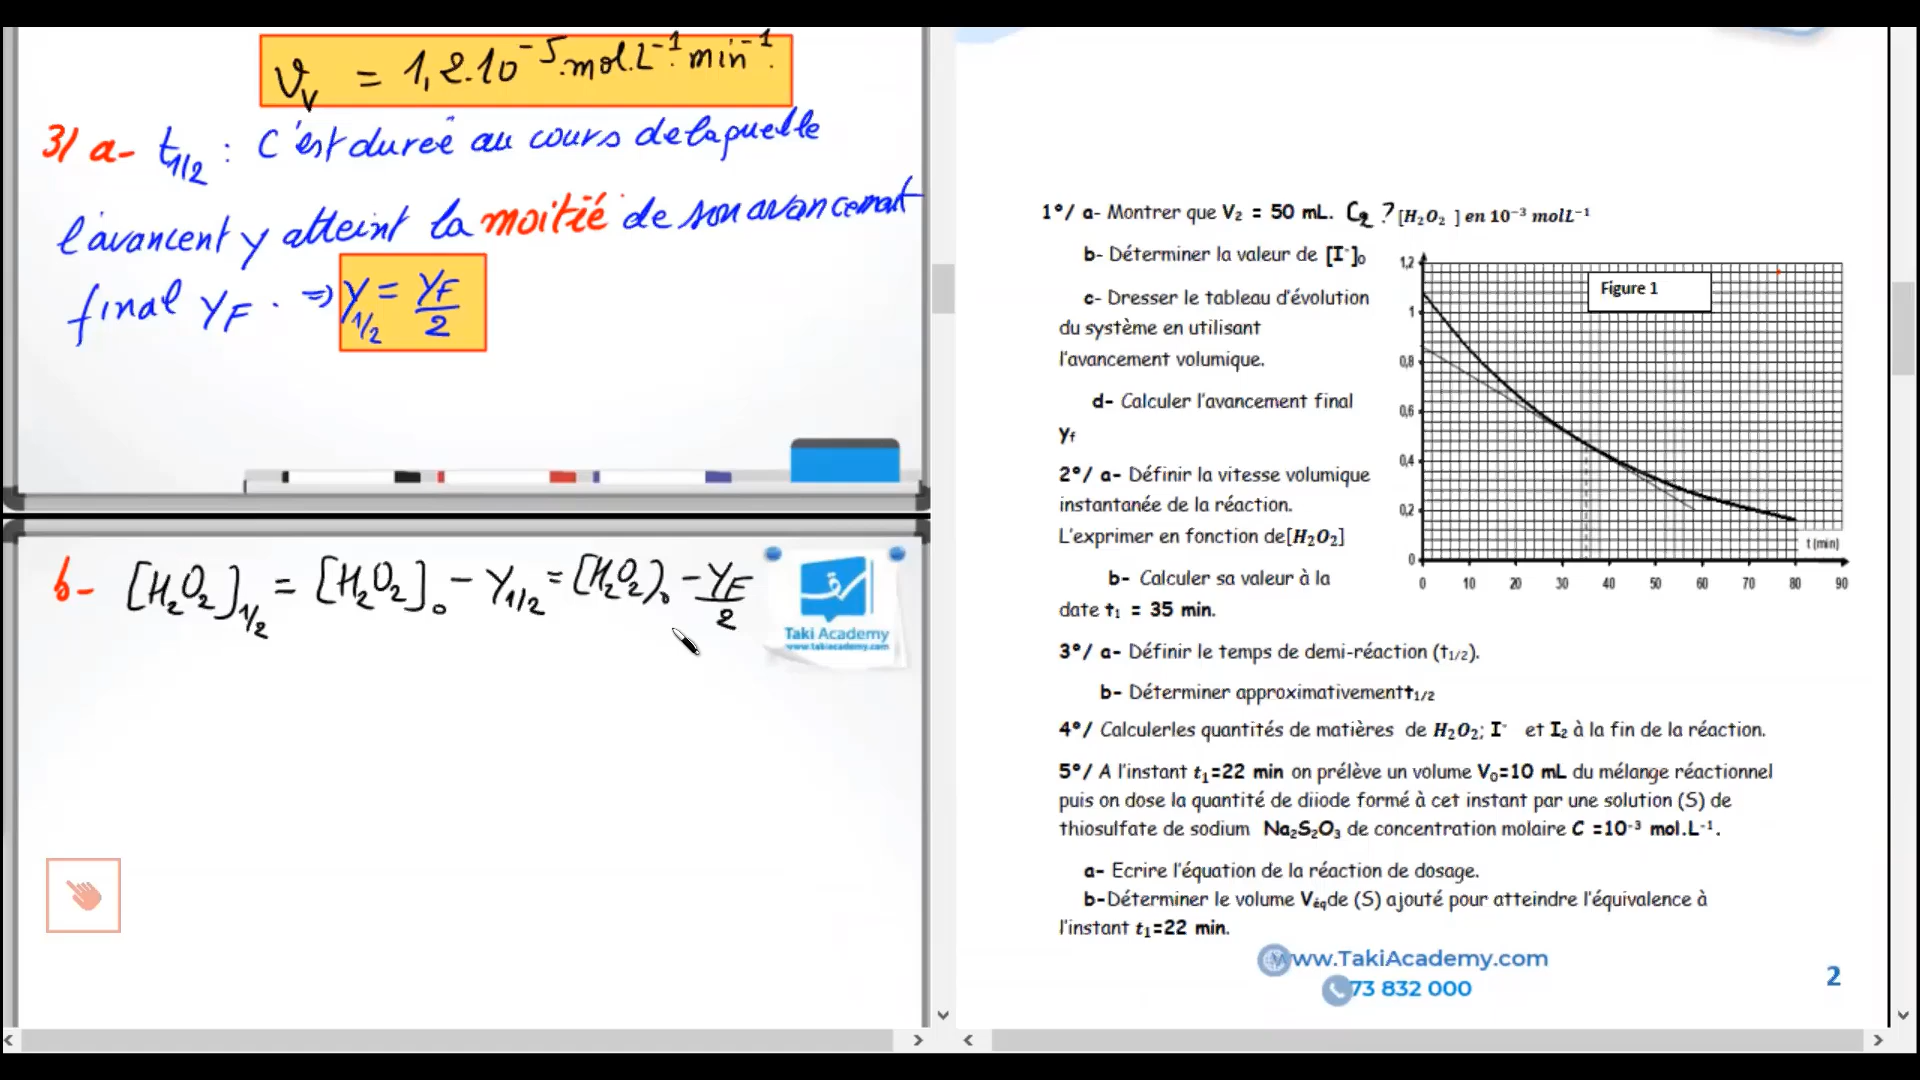 𝒱v = 1,2.10⁻⁵.mol.L⁻¹.min⁻¹.
3/ a- t1/2 : C'est durée au cours de laquelle
l'avancent y atteint la moitié de son avancement
final yF . ⇒ y1/2 = yF/2
b- [H₂O₂]1/2 = [H₂O₂]₀ - y1/2 = [H₂O₂)₀ - yF/2
Taki Academy
www.takiacademy.com
1°/ a- Montrer que V₂ = 50 mL. C₂ ? [H₂O₂ ] en 10⁻³ molL⁻¹
b- Déterminer la valeur de [I⁻]₀
c- Dresser le tableau d'évolution
du système en utilisant
l'avancement volumique.
d- Calculer l'avancement final
yf
2°/ a- Définir la vitesse volumique
instantanée de la réaction.
L'exprimer en fonction de[H₂O₂]
b- Calculer sa valeur à la
date t₁ = 35 min.
Figure 1
1,2
1
0,8
0,6
0,4
0,2
0
t (min)
0 10 20 30 40 50 60 70 80 90
3°/ a- Définir le temps de demi-réaction (t1/2).
b- Déterminer approximativementt1/2
4°/ Calculerles quantités de matières de H₂O₂; I⁻ et I₂ à la fin de la réaction.
5°/ A l'instant t₁=22 min on prélève un volume V₀=10 mL du mélange réactionnel
puis on dose la quantité de diiode formé à cet instant par une solution (S) de
thiosulfate de sodium Na₂S₂O₃ de concentration molaire C =10⁻³ mol.L⁻¹.
a- Ecrire l'équation de la réaction de dosage.
b-Déterminer le volume Véqde (S) ajouté pour atteindre l'équivalence à
l'instant t₁=22 min.
www.TakiAcademy.com
73 832 000
2